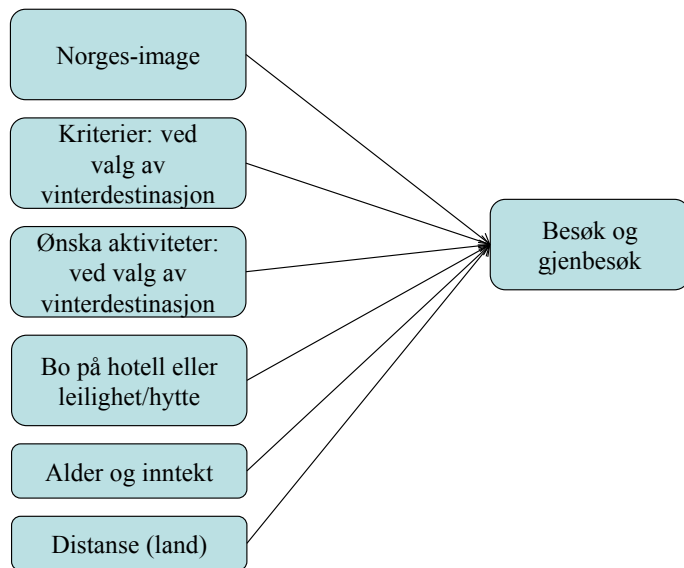 Norges-image
Kriterier: ved
valg av
vinterdestinasjon
Ønska aktiviteter:
ved valg av
vinterdestinasjon
Bo på hotell eller
leilighet/hytte
Alder og inntekt
Distanse (land)
Besøk og
gjenbesøk